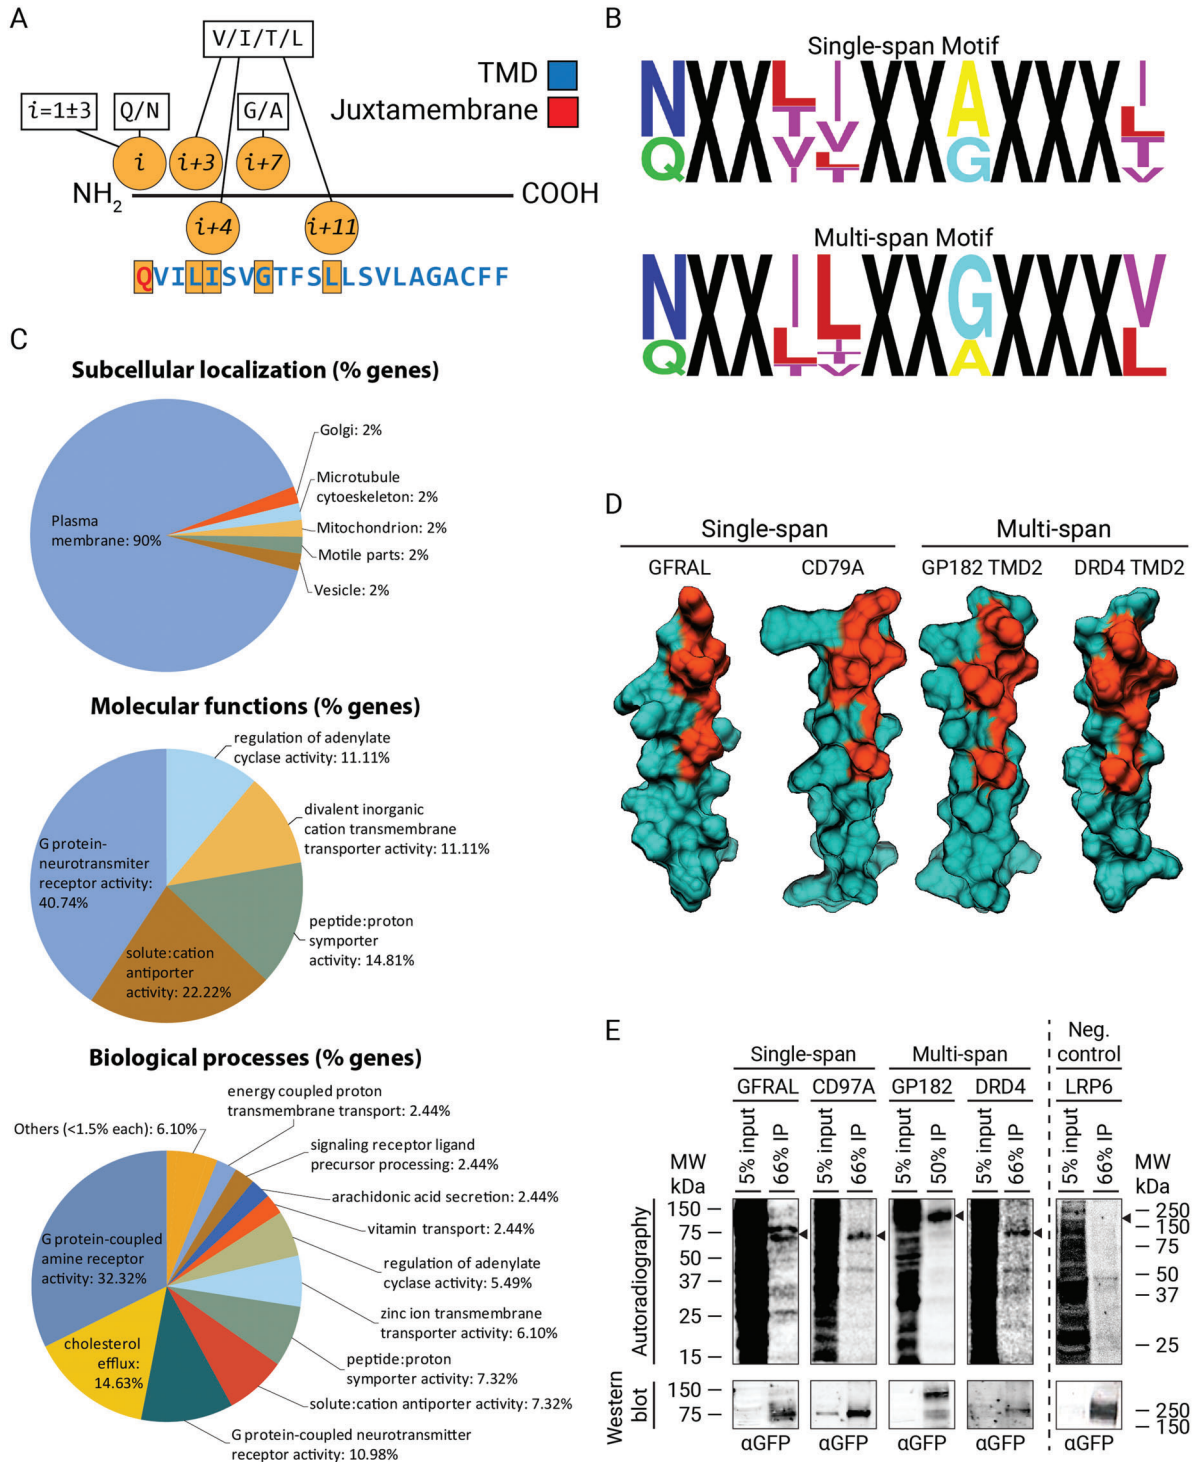 A
V/I/T/L
TMD
Juxtamembrane
i=1±3
Q/N
G/A
i
i+3
i+7
NH2
COOH
i+4
i+11
QVILISVGTFSLLSVLAGACFF
B
Single-span Motif
N XX L I XX A XXX I
Q T V G L
V L T
I T V
Multi-span Motif
N XX I L XX G XXX V
Q L I A L
T T
V
C
Subcellular localization (% genes)
Golgi: 2%
Microtubule
cytoeskeleton: 2%
Plasma
membrane: 90%
Mitochondrion: 2%
Motile parts: 2%
Vesicle: 2%
Molecular functions (% genes)
regulation of adenylate
cyclase activity: 11.11%
divalent inorganic
cation transmembrane
transporter activity: 11.11%
G protein-
neurotransmiter
receptor activity:
40.74%
peptide:proton
symporter
activity: 14.81%
solute:cation
antiporter
activity: 22.22%
Biological processes (% genes)
energy coupled proton
transmembrane transport: 2.44%
Others (<1.5% each): 6.10%
signaling receptor ligand
precursor processing: 2.44%
arachidonic acid secretion: 2.44%
vitamin transport: 2.44%
G protein-coupled
amine receptor
activity: 32.32%
regulation of adenylate
cyclase activity: 5.49%
zinc ion transmembrane
transporter activity: 6.10%
cholesterol
efflux:
14.63%
peptide:proton
symporter activity: 7.32%
solute:cation antiporter activity: 7.32%
G protein-coupled neurotransmitter
receptor activity: 10.98%
D
Single-span
Multi-span
GFRAL
CD79A
GP182 TMD2
DRD4 TMD2
E
Single-span
Multi-span
Neg.
control
GFRAL
CD97A
GP182
DRD4
LRP6
5% input
66% IP
5% input
66% IP
5% input
50% IP
5% input
66% IP
5% input
66% IP
MW
kDa
MW
kDa
Autoradiography
150
75
50
37
25
15
250
150
75
50
37
25
Western
blot
150
75
250
150
αGFP
αGFP
αGFP
αGFP
αGFP